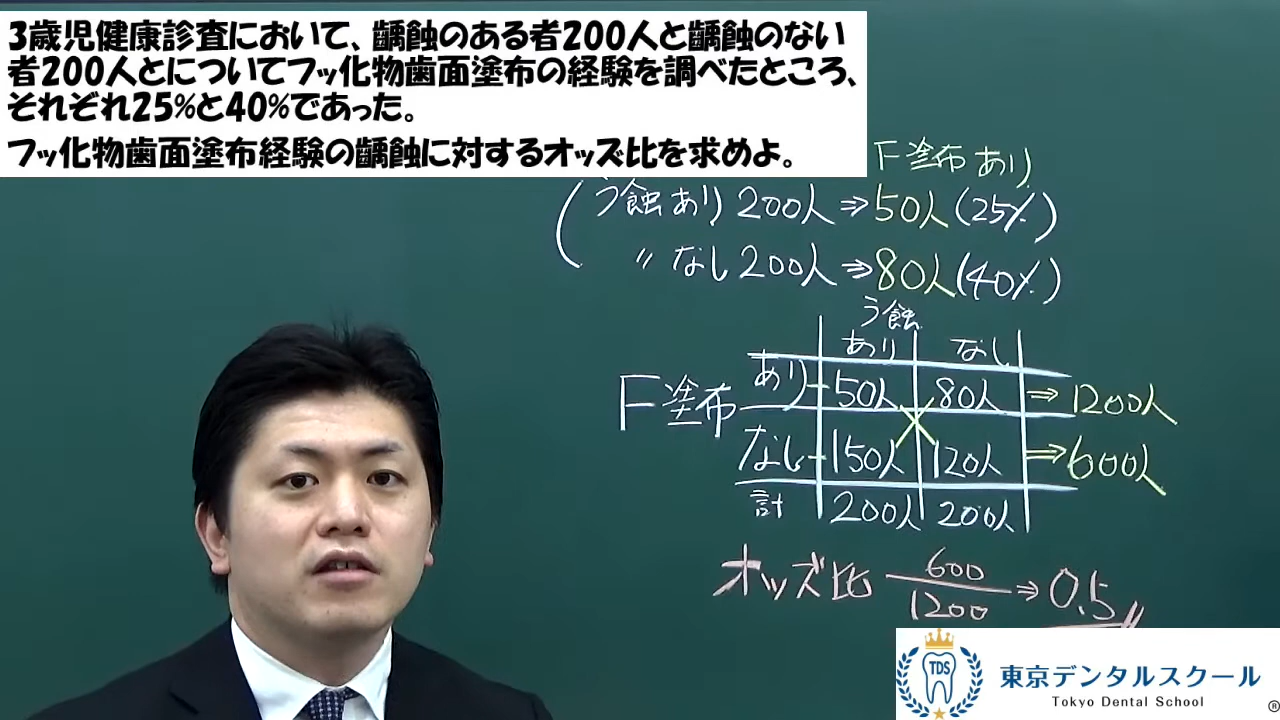 3歳児健康診査において、齲蝕のある者200人と齲蝕のない
者200人とについてフッ化物歯面塗布の経験を調べたところ、
それぞれ25%と40%であった。
フッ化物歯面塗布経験の齲蝕に対するオッズ比を求めよ。
F塗布あり
う蝕あり 200人⇒50人(25%)
〃 なし 200人⇒80人(40%)
う蝕
あり なし
F塗布 あり 50人 80人 ⇒1200人
なし 150人 120人 ⇒600人
計 200人 200人
オッズ比 600/1200 ⇒ 0.5
TDS
東京デンタルスクール
Tokyo Dental School
®